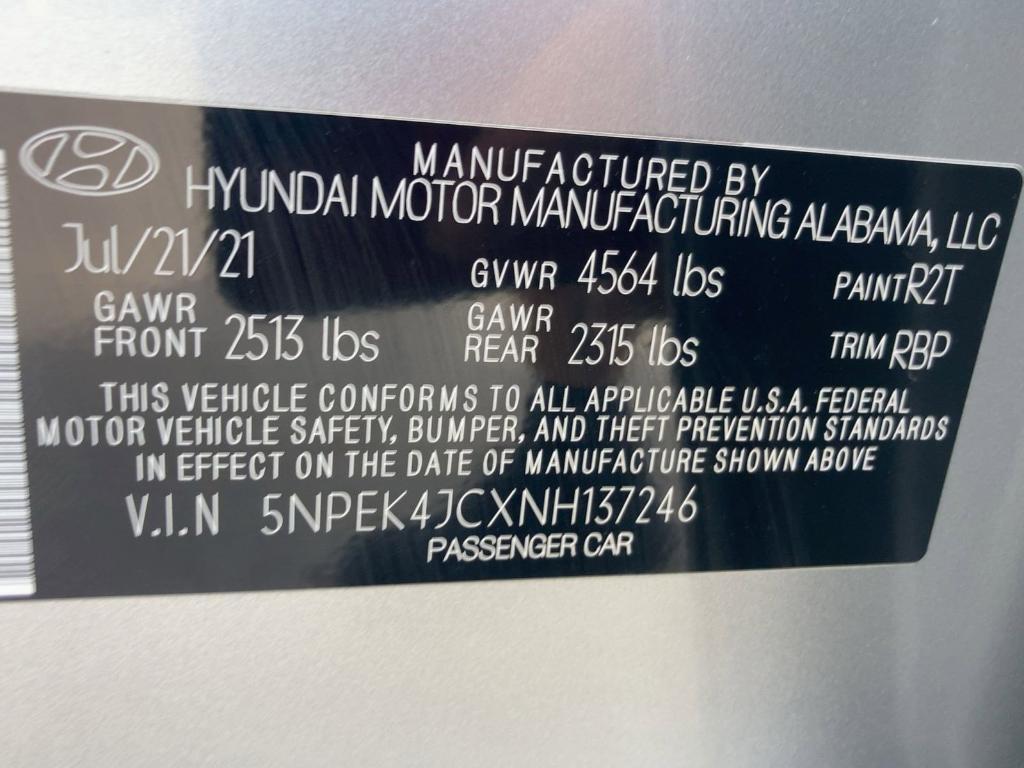 MANUFACTURED BY
HYUNDAI MOTOR MANUFACTURING ALABAMA, LLC
Jul/21/21 GVWR 4564 lbs PAINT R2T
GAWR FRONT 2513 lbs GAWR REAR 2315 lbs TRIM RBP
THIS VEHICLE CONFORMS TO ALL APPLICABLE U.S.A. FEDERAL
MOTOR VEHICLE SAFETY, BUMPER, AND THEFT PREVENTION STANDARDS
IN EFFECT ON THE DATE OF MANUFACTURE SHOWN ABOVE
V.I.N 5NPEK4JCXNH137246
PASSENGER CAR